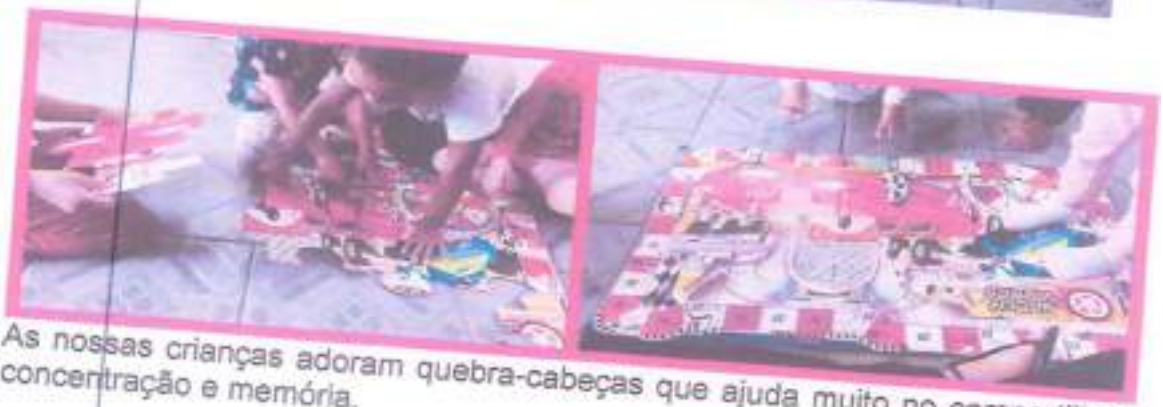 As nossas crianças adoram quebra-cabeças que ajuda muito no
concentração e memória.